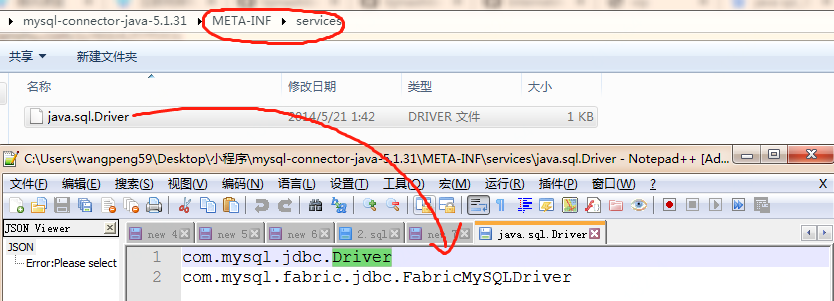 mysql-connector-java-5.1.31 ▸ META-INF ▸ services
共享 新建文件夹
名称 修改日期 类型 大小
java.sql.Driver 2014/5/21 1:42 DRIVER 文件 1 KB
C:\Users\wangpeng59\Desktop\小程序\mysql-connector-java-5.1.31\META-INF\services\java.sql.Driver - Notepad++ [Ad...
文件(F) 编辑(E) 搜索(S) 视图(V) 编码(N) 语言(L) 设置(T) 工具(O) 宏(M) 运行(R) 插件(P) 窗口(W) ?
JSON Viewer new 4 new 5 new 6 2.sql new 7 java.sql.Driver
JSON
Error:Please select
1 com.mysql.jdbc.Driver
2 com.mysql.fabric.jdbc.FabricMySQLDriver